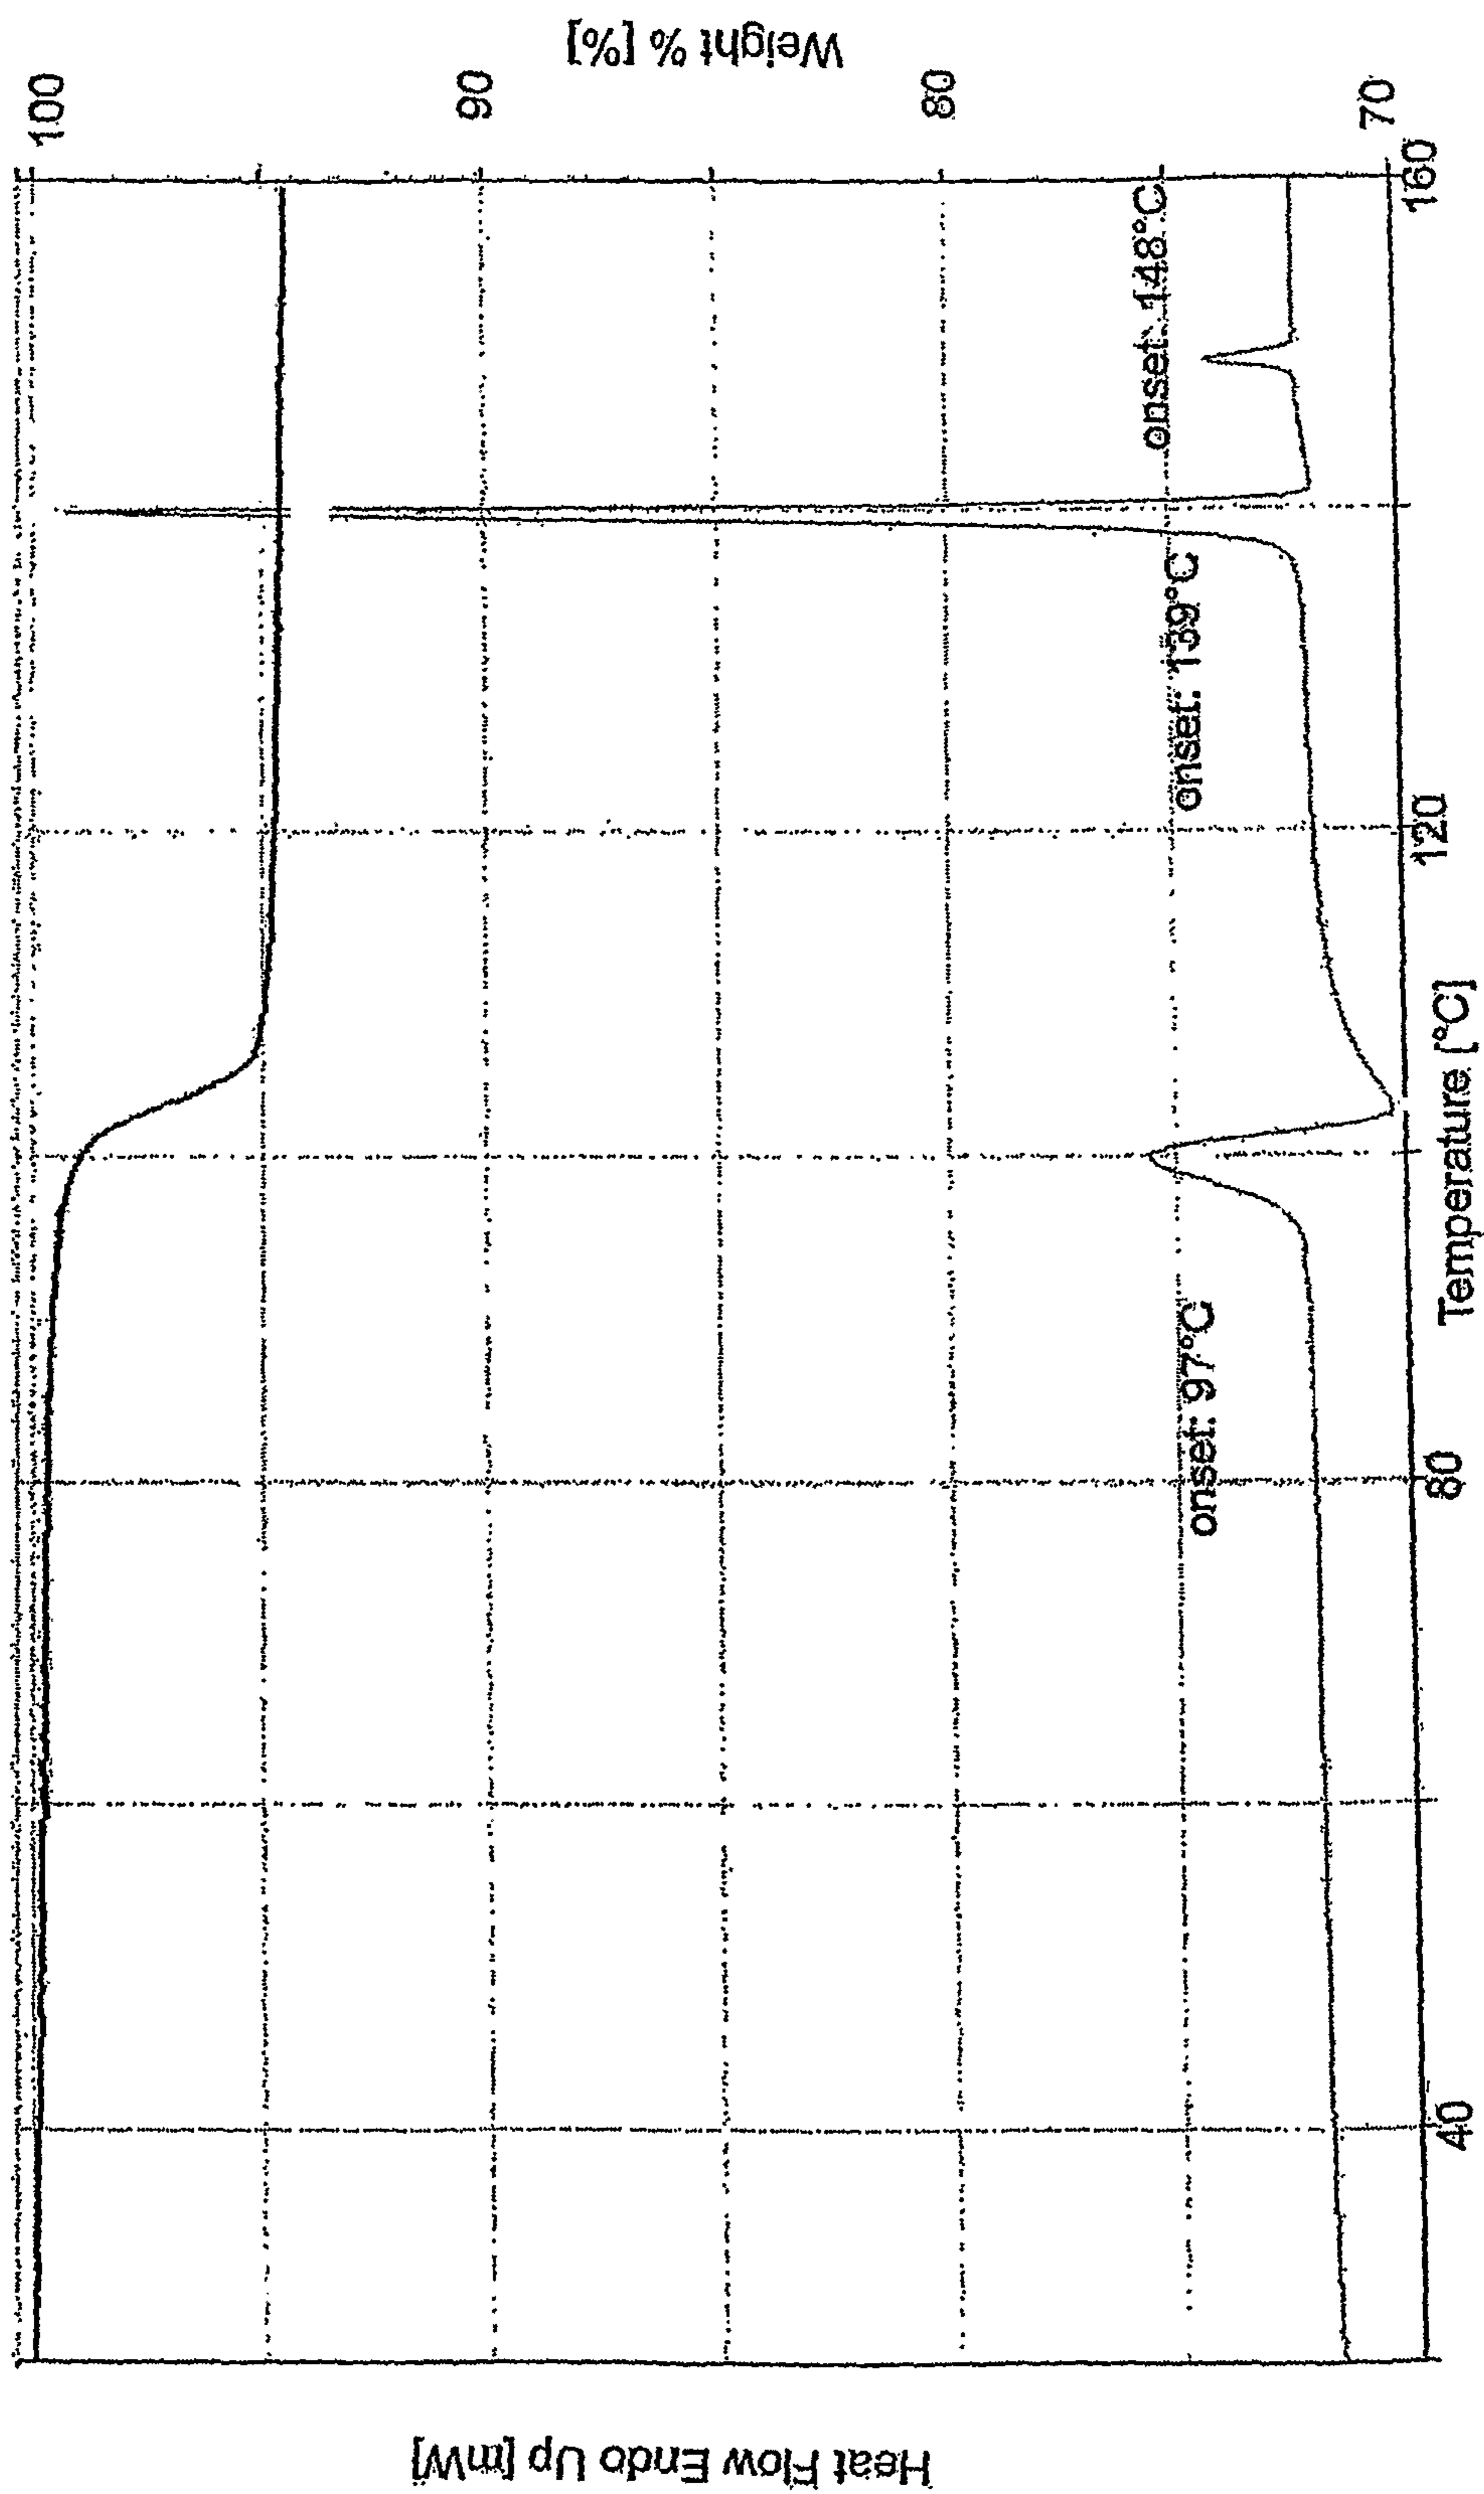 Heat Flow Endo Up [mW]
100
90
80
70
Weight % [%]
onset: 97°C
onset: 139°C
onset: 148°C
40
80
120
160
Temperature [°C]